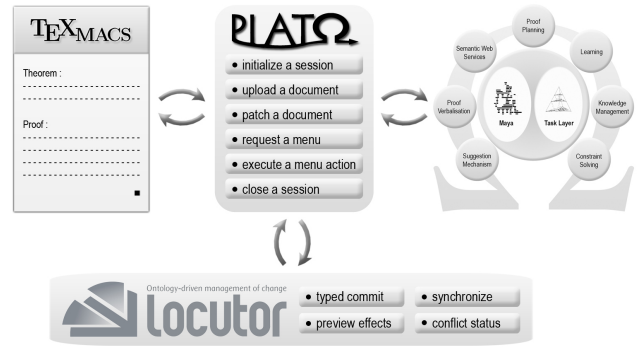 TEXMACS
Theorem :
Proof :
PLATΩ
• initialize a session
• upload a document
• patch a document
• request a menu
• execute a menu action
• close a session
Proof
Planning
Semantic Web
Services
Learning
Proof
Verbalisation
Maya
Task Layer
Knowledge
Management
Suggestion
Mechanism
Constraint
Solving
Ontology-driven management of change
Locutor
• typed commit
• synchronize
• preview effects
• conflict status